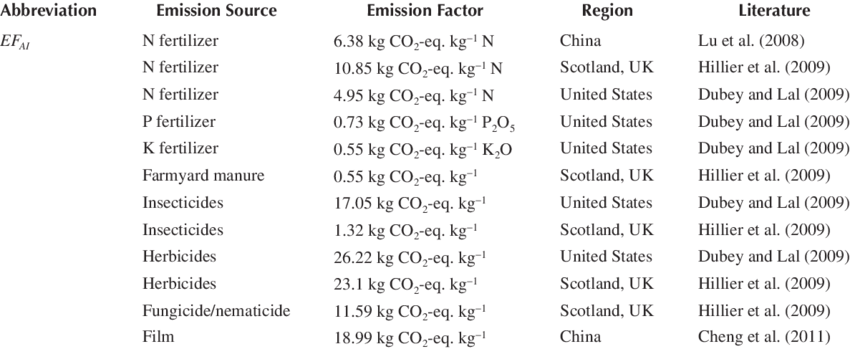 Abbreviation Emission Source Emission Factor Region Literature
EF_AI N fertilizer 6.38 kg CO₂-eq. kg⁻¹ N China Lu et al. (2008)
N fertilizer 10.85 kg CO₂-eq. kg⁻¹ N Scotland, UK Hillier et al. (2009)
N fertilizer 4.95 kg CO₂-eq. kg⁻¹ N United States Dubey and Lal (2009)
P fertilizer 0.73 kg CO₂-eq. kg⁻¹ P₂O₅ United States Dubey and Lal (2009)
K fertilizer 0.55 kg CO₂-eq. kg⁻¹ K₂O United States Dubey and Lal (2009)
Farmyard manure 0.55 kg CO₂-eq. kg⁻¹ Scotland, UK Hillier et al. (2009)
Insecticides 17.05 kg CO₂-eq. kg⁻¹ United States Dubey and Lal (2009)
Insecticides 1.32 kg CO₂-eq. kg⁻¹ Scotland, UK Hillier et al. (2009)
Herbicides 26.22 kg CO₂-eq. kg⁻¹ United States Dubey and Lal (2009)
Herbicides 23.1 kg CO₂-eq. kg⁻¹ Scotland, UK Hillier et al. (2009)
Fungicide/nematicide 11.59 kg CO₂-eq. kg⁻¹ Scotland, UK Hillier et al. (2009)
Film 18.99 kg CO₂-eq. kg⁻¹ China Cheng et al. (2011)